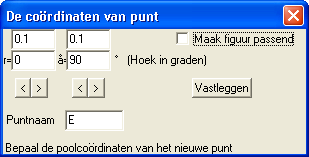 De coördinaten van punt
0.1 0.1 Maak figuur passend
r= 0 å= 90 ° (Hoek in graden)
< > < > Vastleggen
Puntnaam E
Bepaal de poolcoördinaten van het nieuwe punt